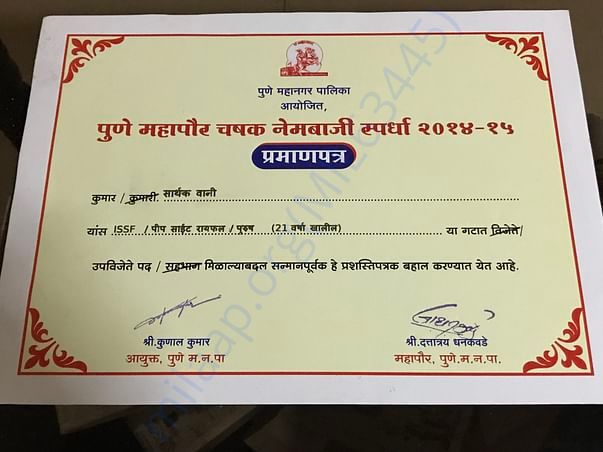 पुणे महानगर पालिका
आयोजित,
पुणे महापौर चषक नेमबाजी स्पर्धा २०१४-१५
प्रमाणपत्र
कुमार / कुमारी. सार्थक वानी
यांस ISSF / पीप साईट रायफल / पुरुष (21 वर्षा खालील) या गटात विजेते/
उपविजेते पद / सहभाग मिळाल्याबद्दल सन्मानपूर्वक हे प्रशस्तिपत्रक बहाल करण्यात येत आहे.
श्री.कुणाल कुमार
आयुक्त, पुणे म.न.पा
श्री.दत्तात्रय धनकवडे
महापौर, पुणे.म.न.पा.